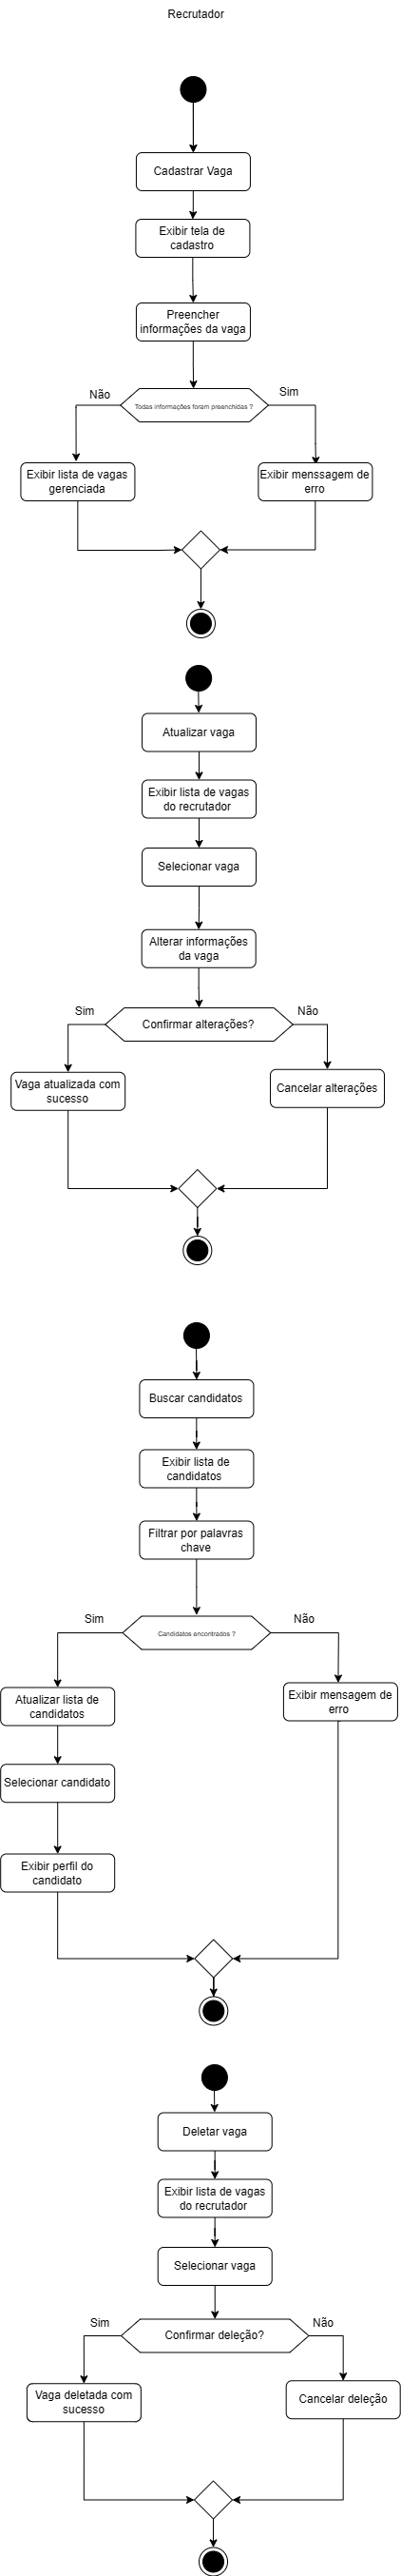 Recrutador
Cadastrar Vaga
Exibir tela de
cadastro
Preencher
informações da vaga
Não
Sim
Todas informações foram preenchidas ?
Exibir lista de vagas
gerenciada
Exibir menssagem de
erro
Atualizar vaga
Exibir lista de vagas
do recrutador
Selecionar vaga
Alterar informações
da vaga
Sim
Não
Confirmar alterações?
Vaga atualizada com
sucesso
Cancelar alterações
Buscar candidatos
Exibir lista de
candidatos
Filtrar por palavras
chave
Sim
Não
Candidatos encontrados ?
Atualizar lista de
candidatos
Exibir mensagem de
erro
Selecionar candidato
Exibir perfil do
candidato
Deletar vaga
Exibir lista de vagas
do recrutador
Selecionar vaga
Sim
Não
Confirmar deleção?
Vaga deletada com
sucesso
Cancelar deleção